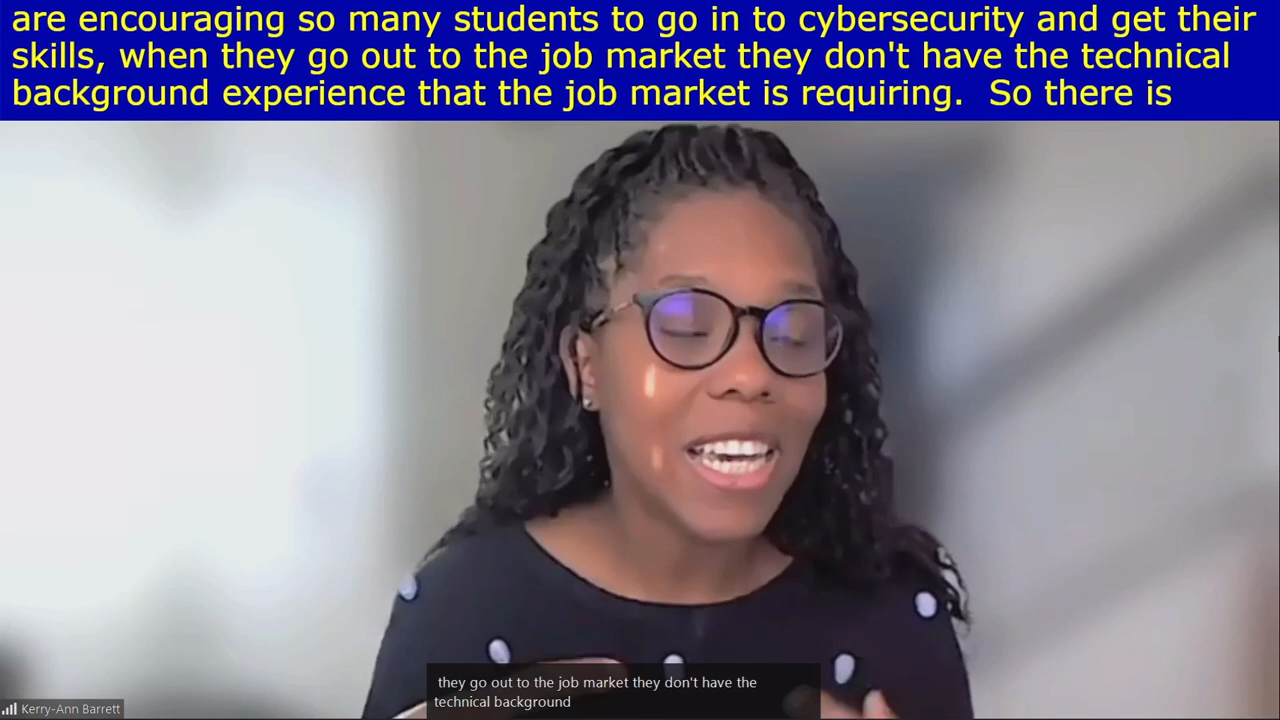 are encouraging so many students to go in to cybersecurity and get their
skills, when they go out to the job market they don't have the technical
background experience that the job market is requiring.  So there is
they go out to the job market they don't have the
technical background
Kerry-Ann Barrett